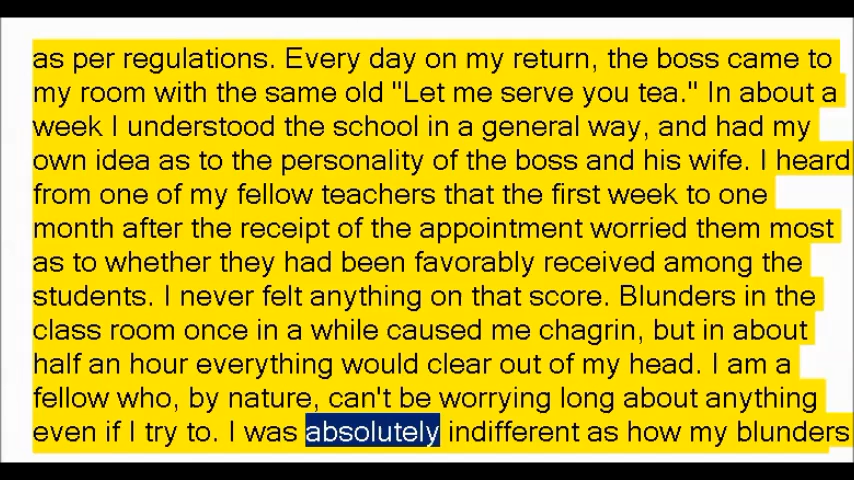 as per regulations. Every day on my return, the boss came to
my room with the same old "Let me serve you tea." In about a
week I understood the school in a general way, and had my
own idea as to the personality of the boss and his wife. I heard
from one of my fellow teachers that the first week to one
month after the receipt of the appointment worried them most
as to whether they had been favorably received among the
students. I never felt anything on that score. Blunders in the
class room once in a while caused me chagrin, but in about
half an hour everything would clear out of my head. I am a
fellow who, by nature, can't be worrying long about anything
even if I try to. I was absolutely indifferent as how my blunders